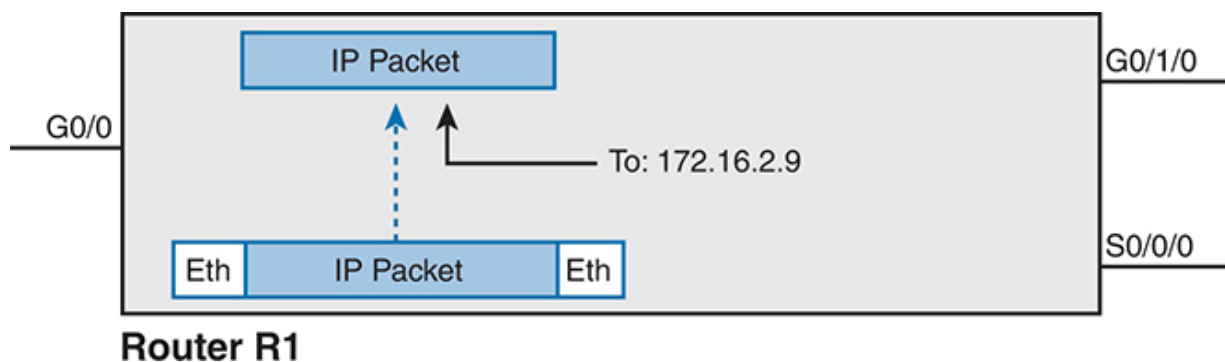 IP Packet
G0/1/0
G0/0
To: 172.16.2.9
S0/0/0
Eth IP Packet Eth
Router R1